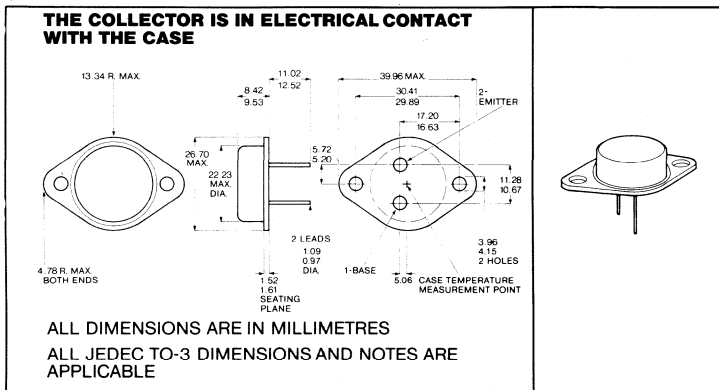 THE COLLECTOR IS IN ELECTRICAL CONTACT
WITH THE CASE
13·34 R. MAX.
11.02
12.52
8.42
9.53
39.96 MAX.
30.41
29.89
2-
EMITTER
17.20
16.63
26.70
MAX.
22.23
MAX.
DIA.
5.72
5.20
11.28
10.67
2 LEADS
1.09
0.97
DIA.
3.96
4.15
2 HOLES
4.78 R. MAX.
BOTH ENDS
1-BASE
1.52
1.61
SEATING
PLANE
5.06
CASE TEMPERATURE
MEASUREMENT POINT
ALL DIMENSIONS ARE IN MILLIMETRES
ALL JEDEC TO-3 DIMENSIONS AND NOTES ARE
APPLICABLE